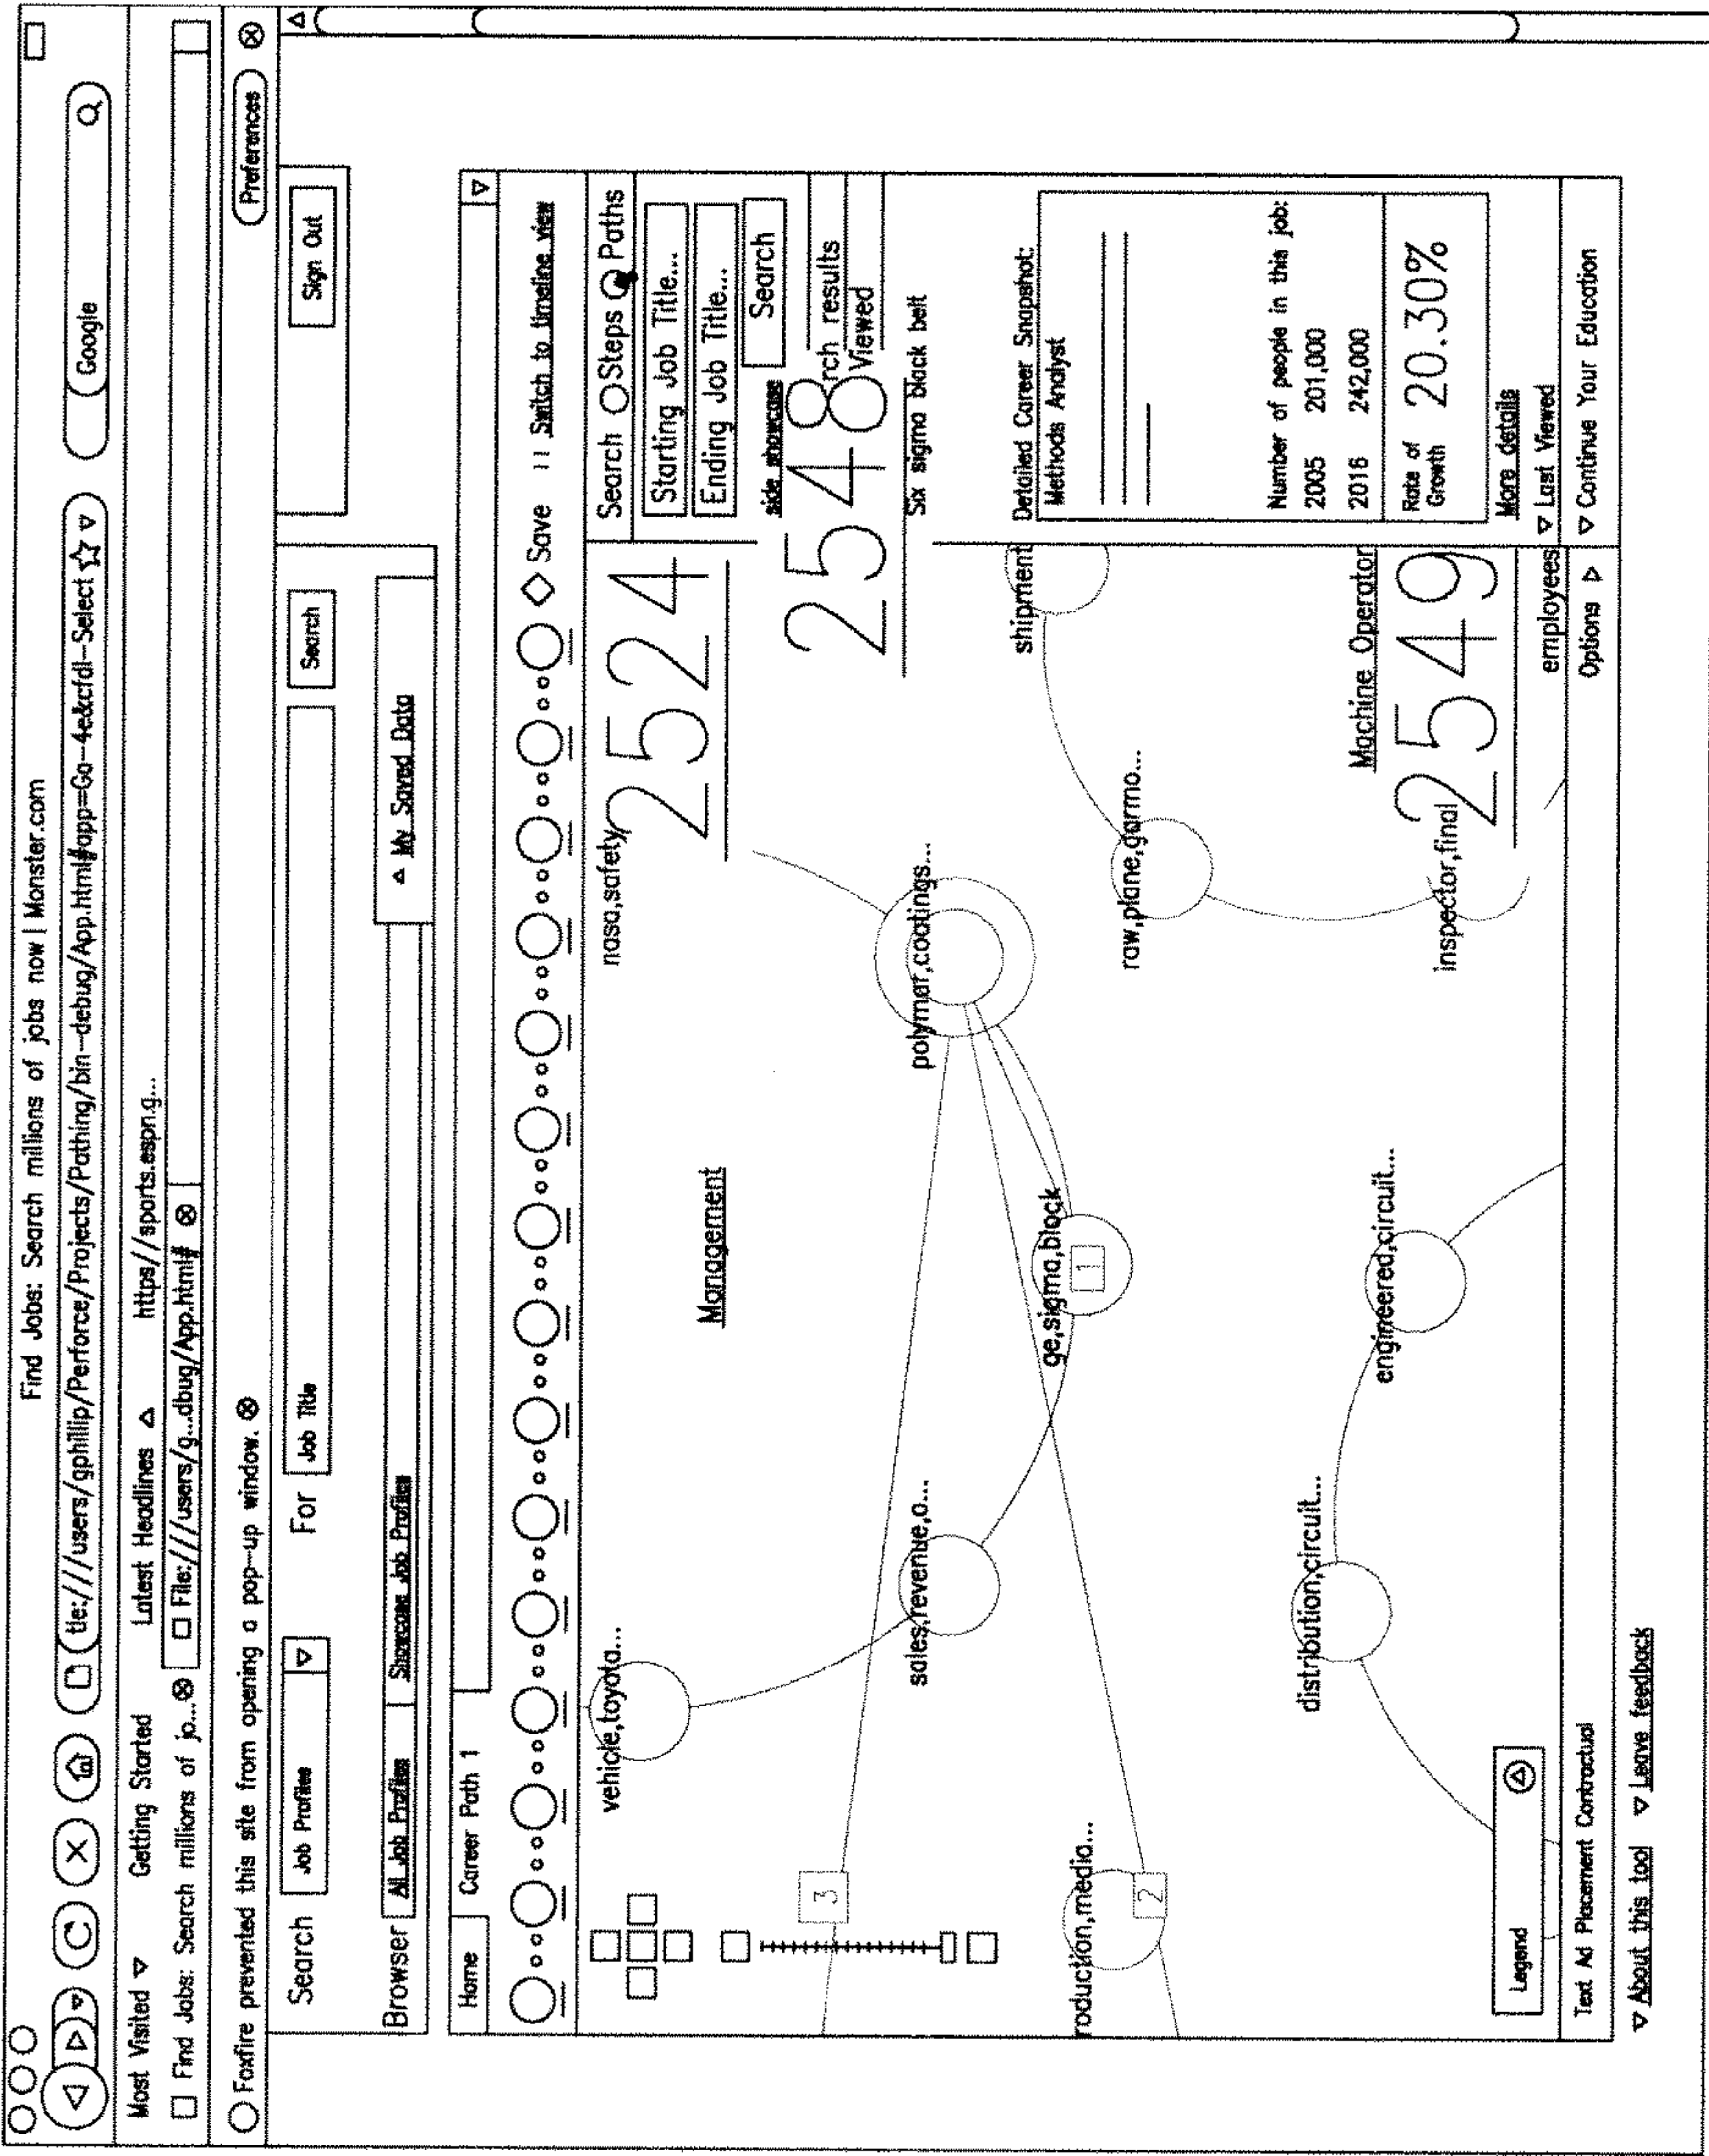 Find Jobs: Search millions of jobs now | Monster.com
tle:///users/gphillip/Perforce/Projects/Pathing/bin-debug/App.html#app=Go-4e&cfdl-Select
Google
Most Visited
Getting Started
Latest Headlines
https//sports.espn.g...
Find Jobs: Search millions of jo...
File:///users/g...dbug/App.html#
Foxfire prevented this site from opening a pop-up window.
Preferences
Search
Job Profiles
For
Job Title
Search
Sign Out
Browser
All Job Profiles
Showcase Job Profiles
My Saved Data
Home
Career Path 1
Save
Switch to timeline view
Search Steps Paths
Starting Job Title...
Ending Job Title...
side showcase
Search
2548
rch results
Viewed
Six sigma black belt
Detailed Career Snapshot:
Methods Analyst
Number of people in this job:
2005 201,000
2016 242,000
Rate of
Growth 20.30%
More details
Last Viewed
Continue Your Education
vehicle,toyota...
nasa,safety
2524
Management
3
sales,revenue,o...
polymar,coatings...
ge,sigma,block
1
shipment
roduction,media...
2
raw,plane,garmo...
distribution,circuit...
engineered,circuit...
Machine Operator
2549
inspector,final
employees
Legend
Text Ad Placement Contractual
Options
About this tool
Leave feedback